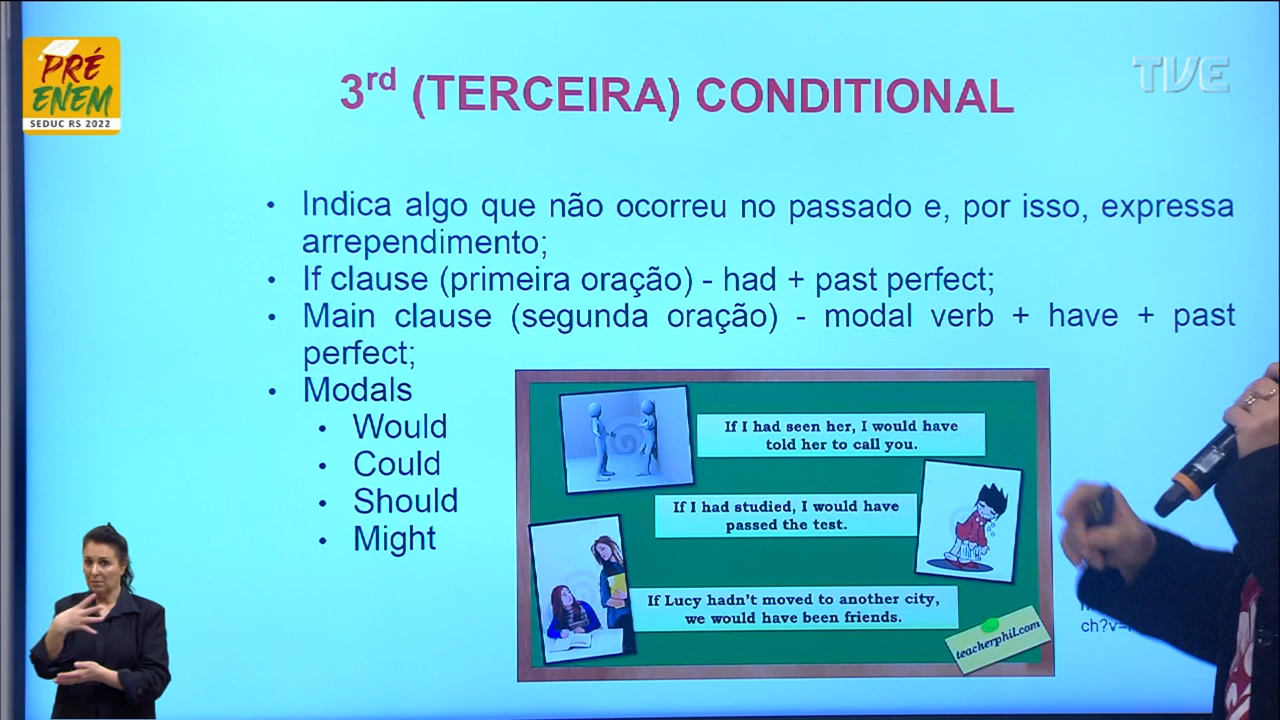 PRÉ
ENEM
SEDUC RS 2022
TVE
3rd (TERCEIRA) CONDITIONAL
• Indica algo que não ocorreu no passado e, por isso, expressa
arrependimento;
• If clause (primeira oração) - had + past perfect;
• Main clause (segunda oração) - modal verb + have + past
perfect;
• Modals
• Would
• Could
• Should
• Might
If I had seen her, I would have
told her to call you.
If I had studied, I would have
passed the test.
If Lucy hadn't moved to another city,
we would have been friends.
teacherphil.com